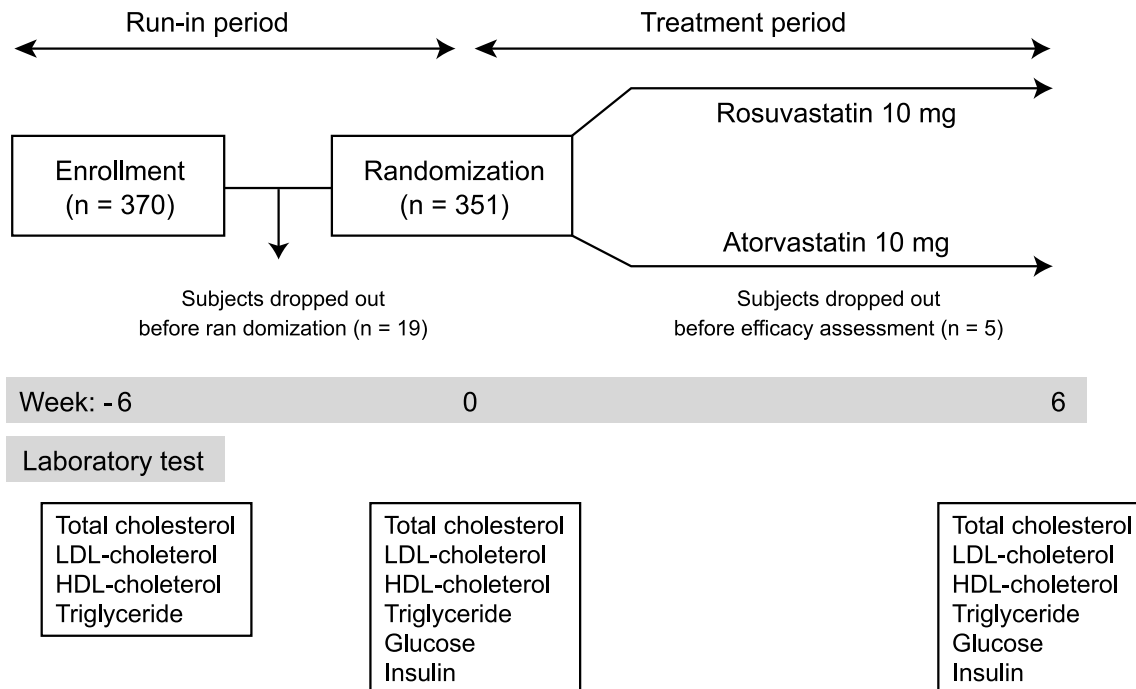 Run-in period
Treatment period
Rosuvastatin 10 mg
Enrollment
(n = 370)
Randomization
(n = 351)
Atorvastatin 10 mg
Subjects dropped out
before ran domization (n = 19)
Subjects dropped out
before efficacy assessment (n = 5)
Week: - 6
0
6
Laboratory test
Total cholesterol
LDL-choleterol
HDL-choleterol
Triglyceride
Total cholesterol
LDL-choleterol
HDL-choleterol
Triglyceride
Glucose
Insulin
Total cholesterol
LDL-choleterol
HDL-choleterol
Triglyceride
Glucose
Insulin